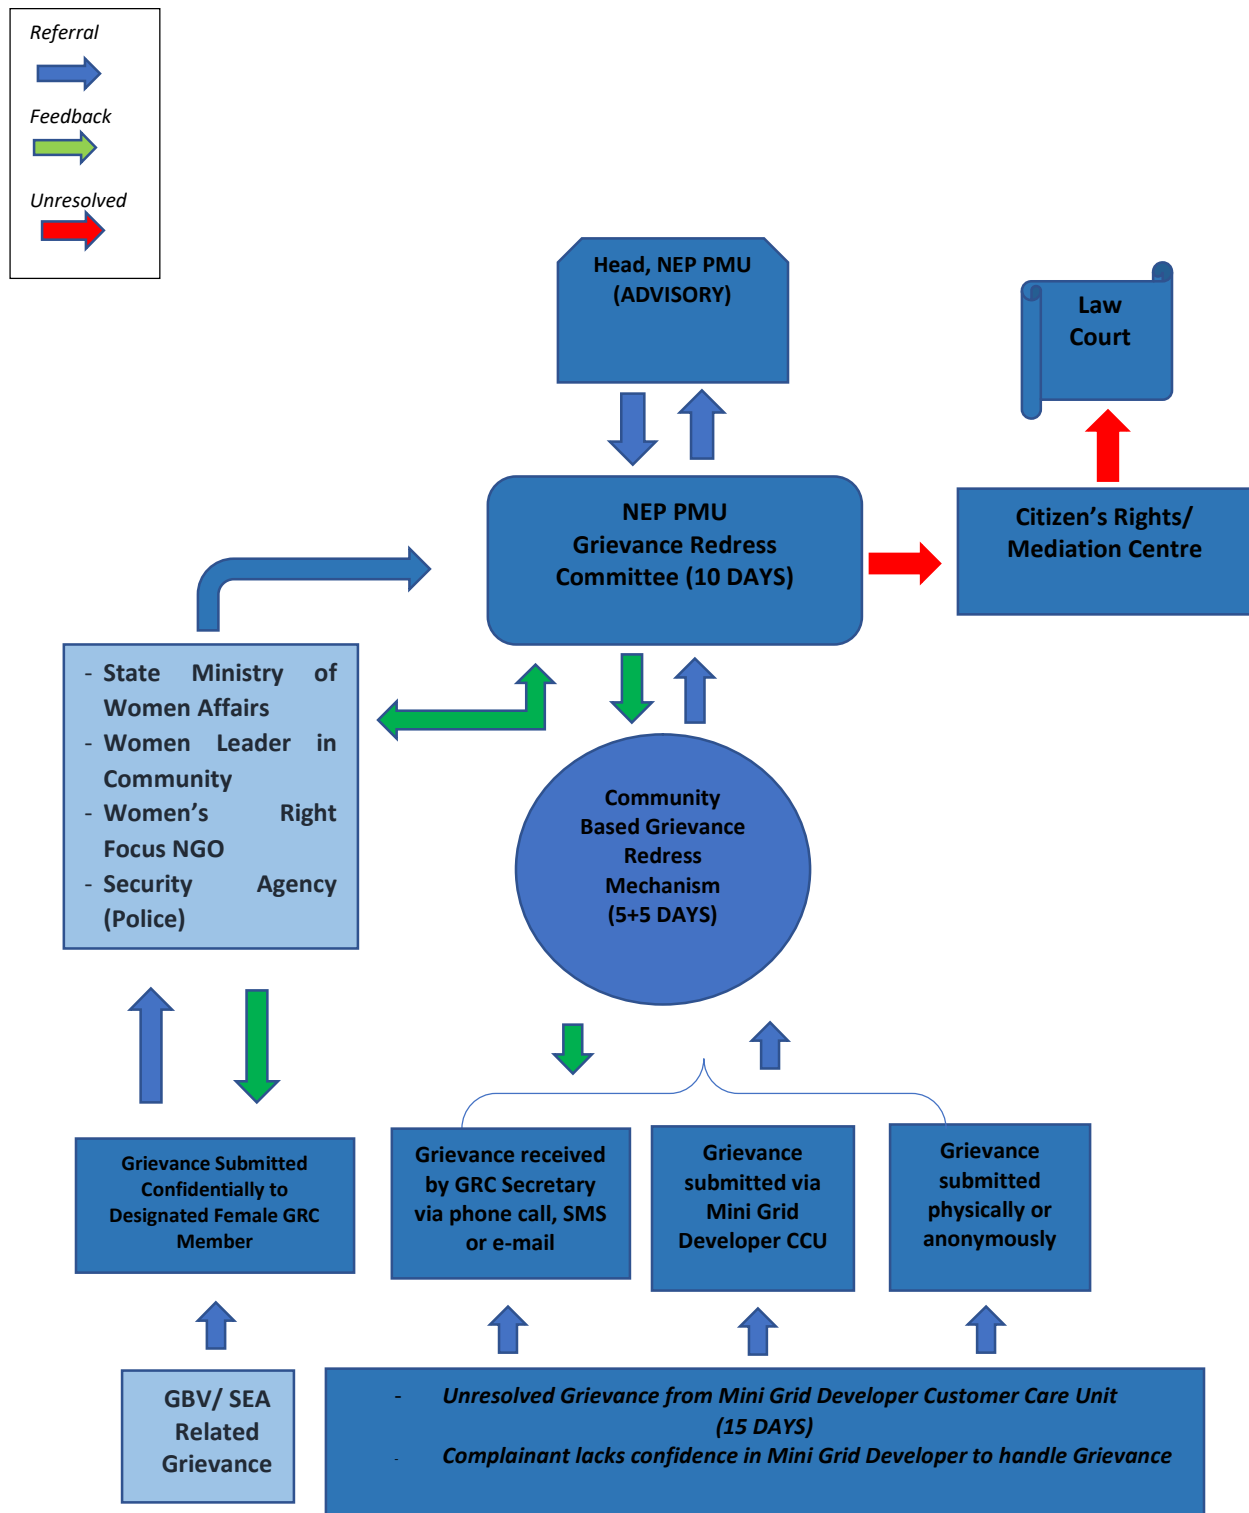 Referral
Feedback
Unresolved
Head, NEP PMU
(ADVISORY)
Law
Court
NEP PMU
Grievance Redress
Committee (10 DAYS)
Citizen’s Rights/
Mediation Centre
- State Ministry of
Women Affairs
- Women Leader in
Community
- Women’s Right
Focus NGO
- Security Agency
(Police)
Community
Based Grievance
Redress
Mechanism
(5+5 DAYS)
Grievance Submitted
Confidentially to
Designated Female GRC
Member
Grievance received
by GRC Secretary
via phone call, SMS
or e-mail
Grievance
submitted via
Mini Grid
Developer CCU
Grievance
submitted
physically or
anonymously
GBV/ SEA
Related
Grievance
- Unresolved Grievance from Mini Grid Developer Customer Care Unit
(15 DAYS)
- Complainant lacks confidence in Mini Grid Developer to handle Grievance